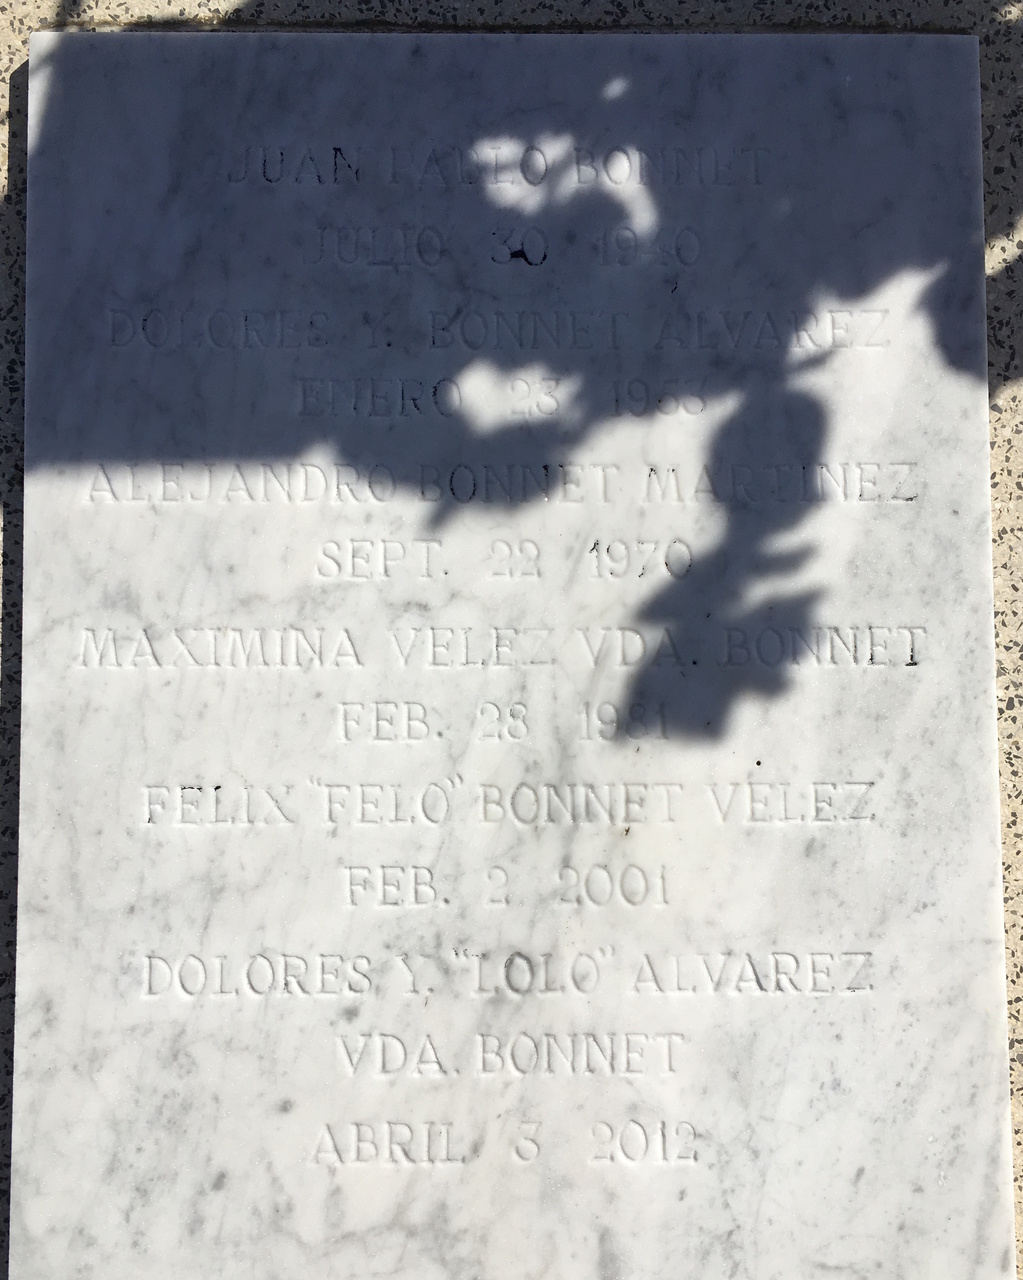 JUAN PABLO BONNET
JULIO 30 1940
DOLORES Y. BONNET ALVAREZ
ENERO 23 1953
ALEJANDRO BONNET MARTINEZ
SEPT. 22 1970
MAXIMINA VELEZ VDA. BONNET
FEB. 28 1981
FELIX "FELO" BONNET VELEZ
FEB. 2 2001
DOLORES Y. "LOLO" ALVAREZ
VDA. BONNET
ABRIL 3 2012